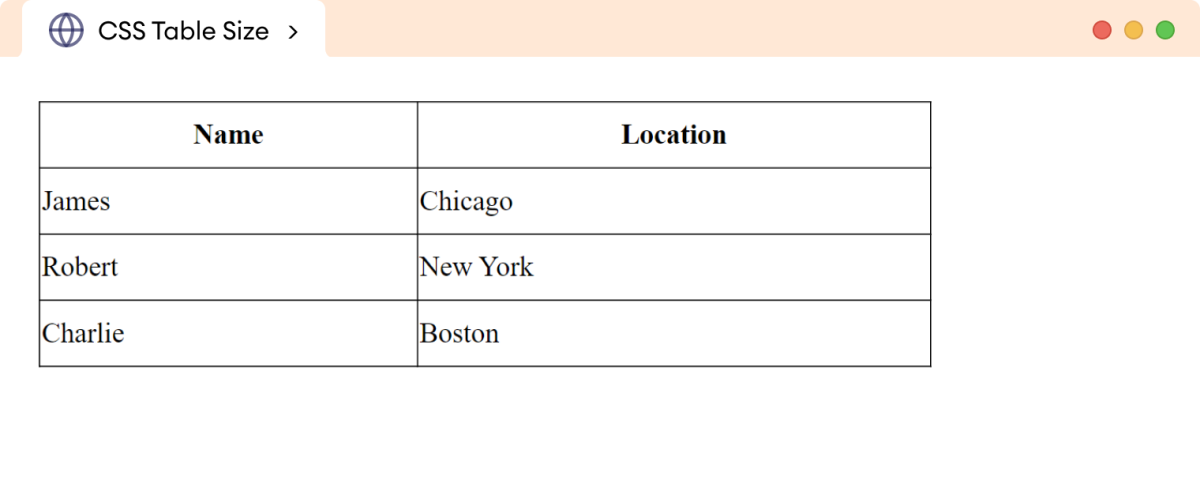 CSS Table Size
Name Location
James Chicago
Robert New York
Charlie Boston